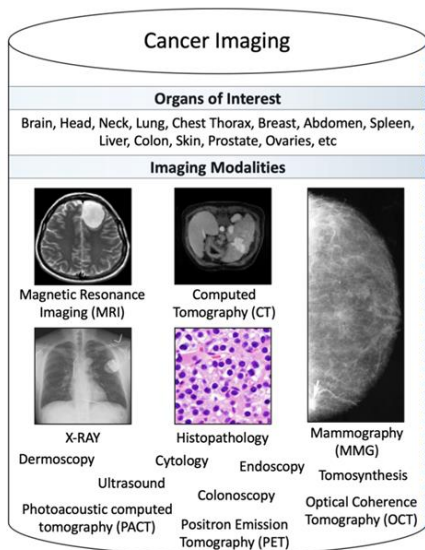 Cancer Imaging
Organs of Interest
Brain, Head, Neck, Lung, Chest Thorax, Breast, Abdomen, Spleen,
Liver, Colon, Skin, Prostate, Ovaries, etc
Imaging Modalities
Magnetic Resonance
Imaging (MRI)
Computed
Tomography (CT)
X-RAY
Histopathology
Mammography
(MMG)
Dermoscopy
Cytology
Endoscopy
Tomosynthesis
Ultrasound
Colonoscopy
Photoacoustic computed
tomography (PACT)
Positron Emission
Tomography (PET)
Optical Coherence
Tomography (OCT)